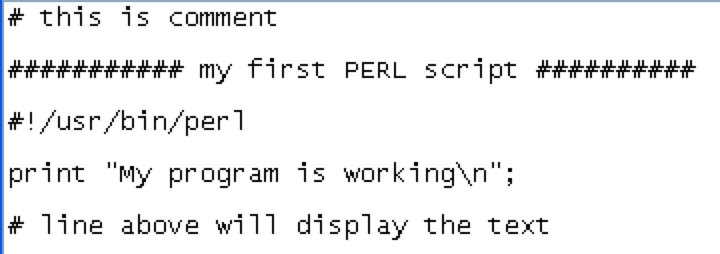 # this is comment
########### my first PERL script ##########
#!/usr/bin/perl
print "My program is working\n";
# line above will display the text